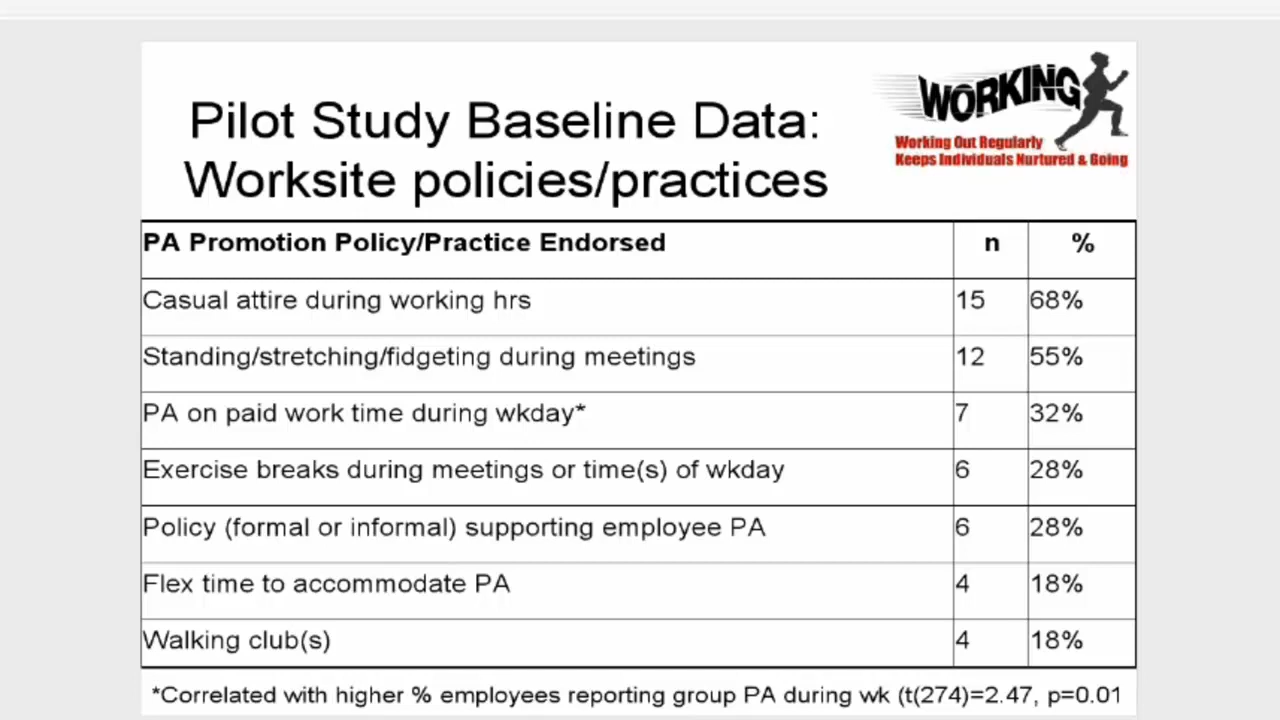 Pilot Study Baseline Data:
Worksite policies/practices
WORKING
Working Out Regularly
Keeps Individuals Nurtured & Going
PA Promotion Policy/Practice Endorsed n %
Casual attire during working hrs 15 68%
Standing/stretching/fidgeting during meetings 12 55%
PA on paid work time during wkday* 7 32%
Exercise breaks during meetings or time(s) of wkday 6 28%
Policy (formal or informal) supporting employee PA 6 28%
Flex time to accommodate PA 4 18%
Walking club(s) 4 18%
*Correlated with higher % employees reporting group PA during wk (t(274)=2.47, p=0.01